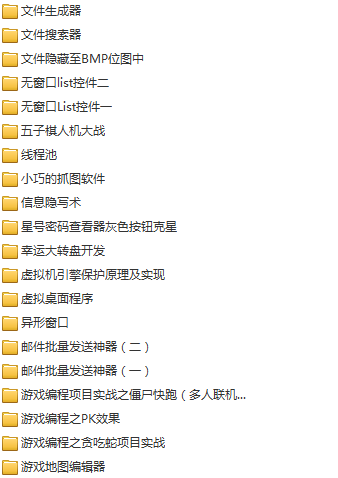 文件生成器
文件搜索器
文件隐藏至BMP位图中
无窗口list控件二
无窗口List控件一
五子棋人机大战
线程池
小巧的抓图软件
信息隐写术
星号密码查看器灰色按钮克星
幸运大转盘开发
虚拟机引擎保护原理及实现
虚拟桌面程序
异形窗口
邮件批量发送神器（二）
邮件批量发送神器（一）
游戏编程项目实战之僵尸快跑（多人联机...
游戏编程之PK效果
游戏编程之贪吃蛇项目实战
游戏地图编辑器